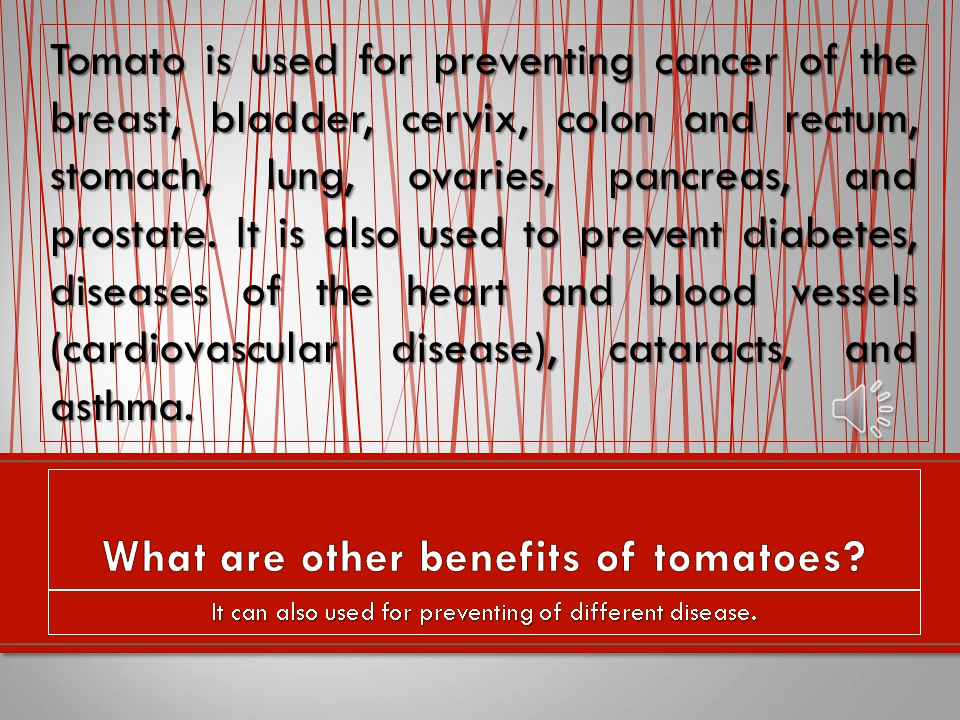 Tomato is used for preventing cancer of the
breast, bladder, cervix, colon and rectum,
stomach, lung, ovaries, pancreas, and
prostate. It is also used to prevent diabetes,
diseases of the heart and blood vessels
(cardiovascular disease), cataracts, and
asthma.
What are other benefits of tomatoes?
It can also used for preventing of different disease.